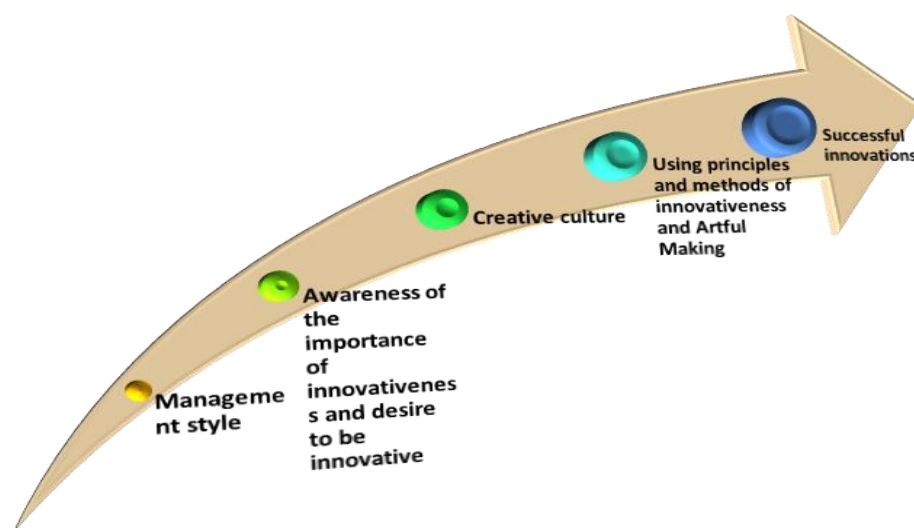 Manageme
nt style
Awareness of
the
importance
of
innovativenes
s and desire
to be
innovative
Creative culture
Using principles
and methods of
innovativeness
and Artful
Making
Successful
innovations